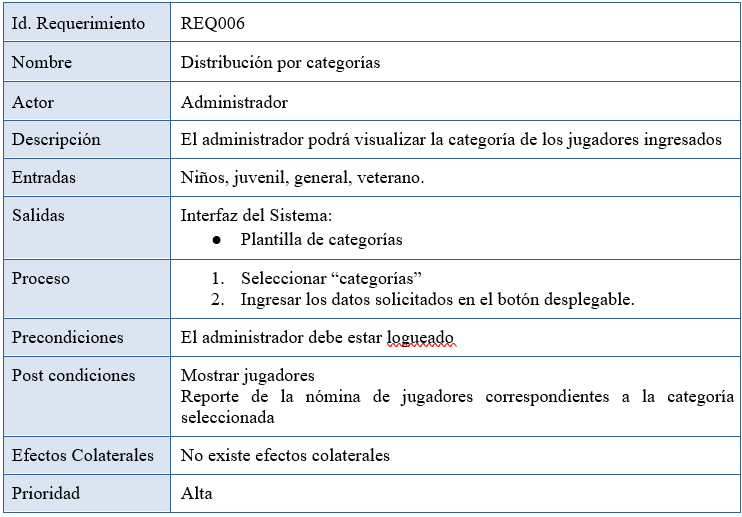 Id. Requerimiento REQ006
Nombre Distribución por categorías
Actor Administrador
Descripción El administrador podrá visualizar la categoría de los jugadores ingresados
Entradas Niños, juvenil, general, veterano.
Salidas Interfaz del Sistema:
● Plantilla de categorías
Proceso 1. Seleccionar “categorías”
2. Ingresar los datos solicitados en el botón desplegable.
Precondiciones El administrador debe estar logueado
Post condiciones Mostrar jugadores
Reporte de la nómina de jugadores correspondientes a la categoría
seleccionada
Efectos Colaterales No existe efectos colaterales
Prioridad Alta